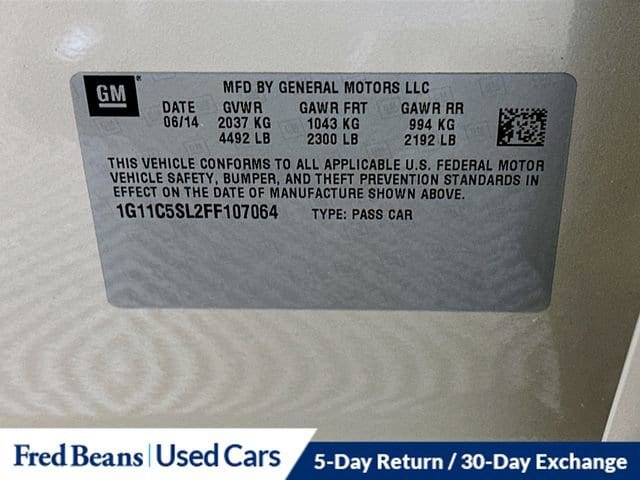 GM
MFD BY GENERAL MOTORS LLC
DATE GVWR GAWR FRT GAWR RR
06/14 2037 KG 1043 KG 994 KG
4492 LB 2300 LB 2192 LB
THIS VEHICLE CONFORMS TO ALL APPLICABLE U.S. FEDERAL MOTOR
VEHICLE SAFETY, BUMPER, AND THEFT PREVENTION STANDARDS IN
EFFECT ON THE DATE OF MANUFACTURE SHOWN ABOVE.
1G11C5SL2FF107064 TYPE: PASS CAR
Fred Beans | Used Cars 5-Day Return / 30-Day Exchange